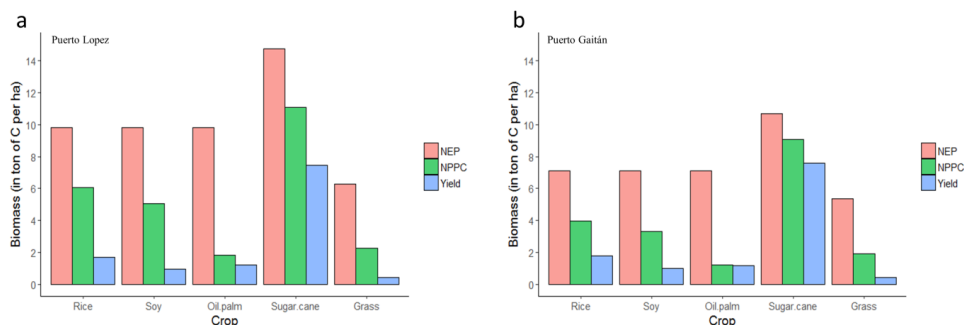 a
Puerto Lopez
Biomass (in ton of C per ha)
14
12
10
8
6
4
2
0
Rice Soy Oil.palm Sugar.cane Grass
Crop
NEP
NPPC
Yield
b
Puerto Gaitán
Biomass (in ton of C per ha)
14
12
10
8
6
4
2
0
Rice Soy Oil.palm Sugar.cane Grass
Crop
NEP
NPPC
Yield